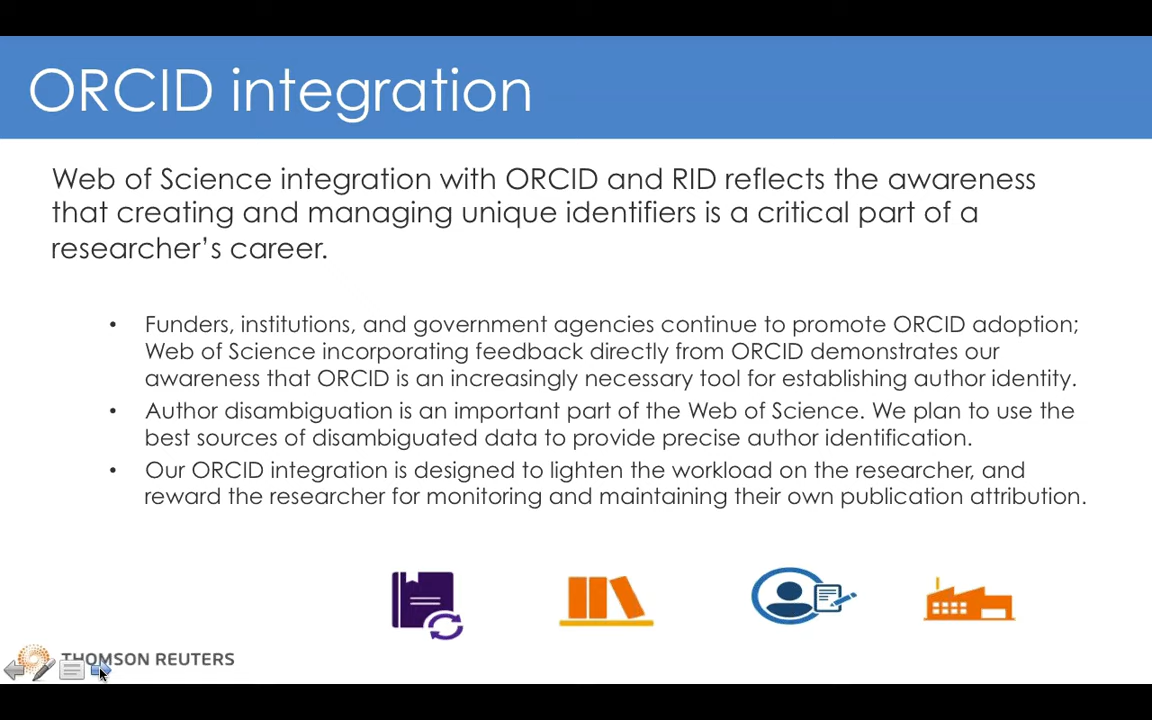 ORCID integration
Web of Science integration with ORCID and RID reflects the awareness
that creating and managing unique identifiers is a critical part of a
researcher’s career.
• Funders, institutions, and government agencies continue to promote ORCID adoption;
Web of Science incorporating feedback directly from ORCID demonstrates our
awareness that ORCID is an increasingly necessary tool for establishing author identity.
• Author disambiguation is an important part of the Web of Science. We plan to use the
best sources of disambiguated data to provide precise author identification.
• Our ORCID integration is designed to lighten the workload on the researcher, and
reward the researcher for monitoring and maintaining their own publication attribution.
THOMSON REUTERS